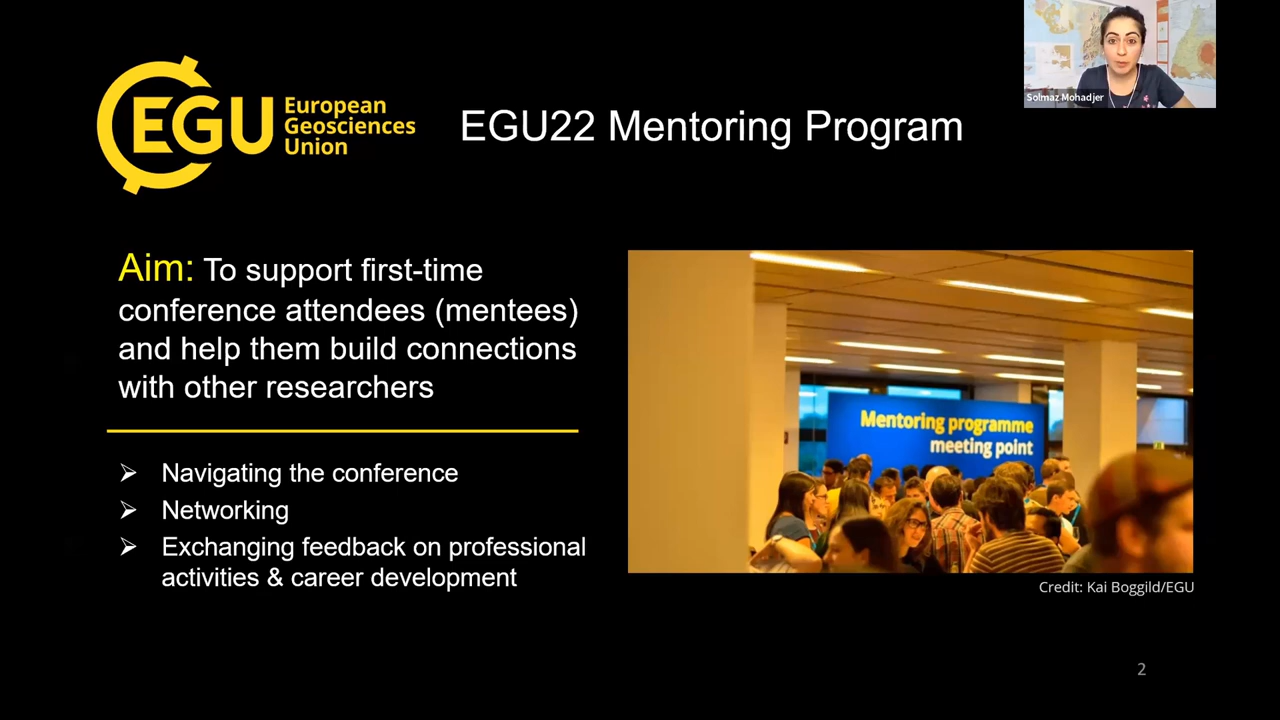 Solmaz Mohadjer
EGU
European
Geosciences
Union
EGU22 Mentoring Program
Aim: To support first-time
conference attendees (mentees)
and help them build connections
with other researchers
➢ Navigating the conference
➢ Networking
➢ Exchanging feedback on professional
activities & career development
Mentoring programme
meeting point
Credit: Kai Boggild/EGU
2